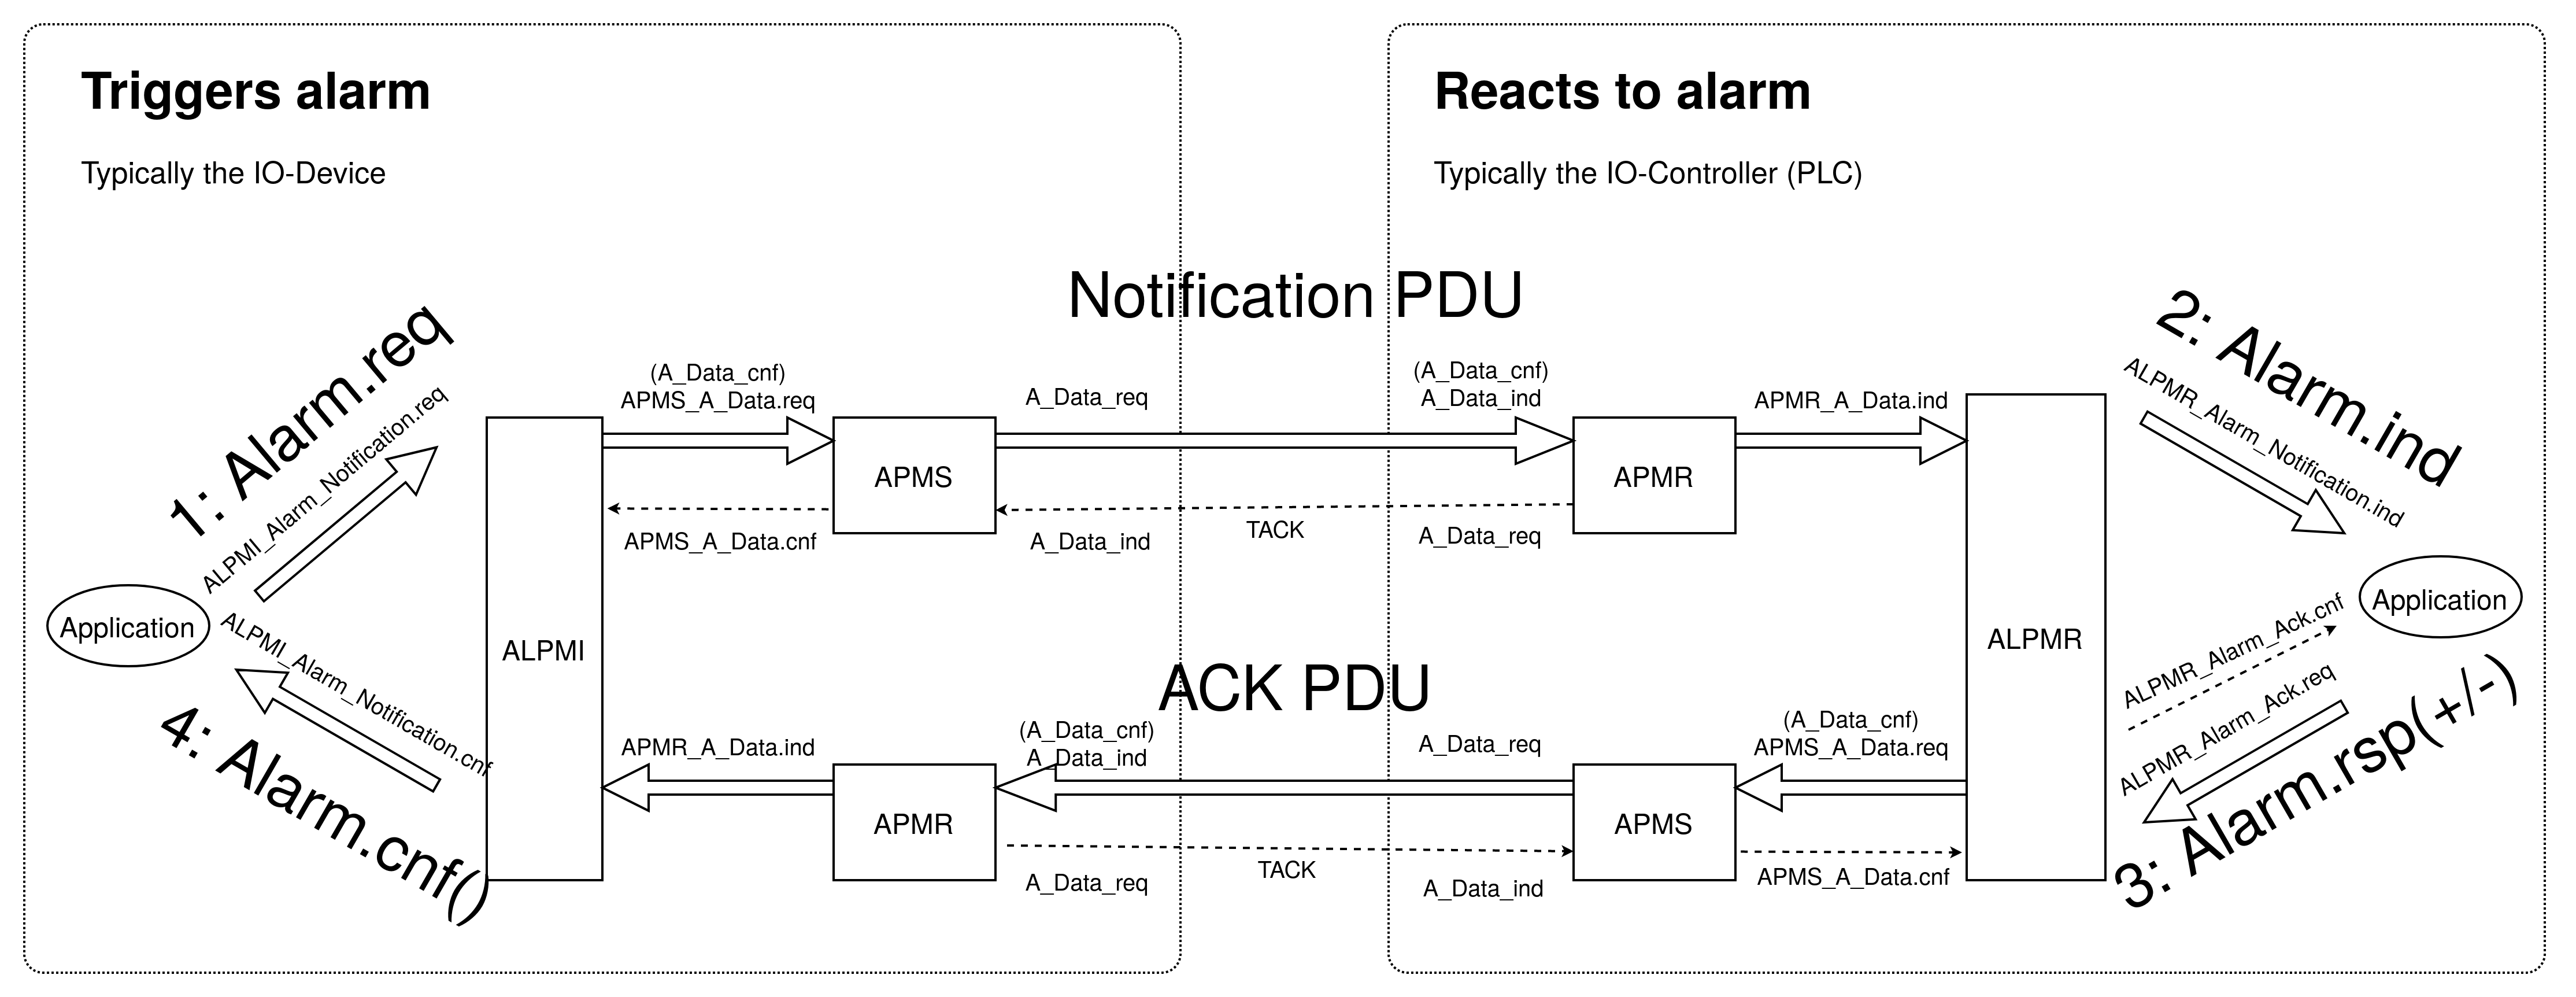 Triggers alarm
Typically the IO-Device
Reacts to alarm
Typically the IO-Controller (PLC)
Notification PDU
1: Alarm.req
ALPMI_Alarm_Notification.req
(A_Data_cnf)
APMS_A_Data.req
A_Data_req
(A_Data_cnf)
A_Data_ind
APMR_A_Data.ind
2: Alarm.ind
ALPMR_Alarm_Notification.ind
APMS
APMR
APMS_A_Data.cnf
A_Data_ind
TACK
A_Data_req
Application
ALPMI
ALPMR
Application
ACK PDU
ALPMI_Alarm_Notification.cnf
4: Alarm.cnf()
APMR_A_Data.ind
(A_Data_cnf)
A_Data_ind
A_Data_req
(A_Data_cnf)
APMS_A_Data.req
ALPMR_Alarm_Ack.cnf
ALPMR_Alarm_Ack.req
3: Alarm.rsp(+/-)
APMR
APMS
A_Data_req
TACK
A_Data_ind
APMS_A_Data.cnf